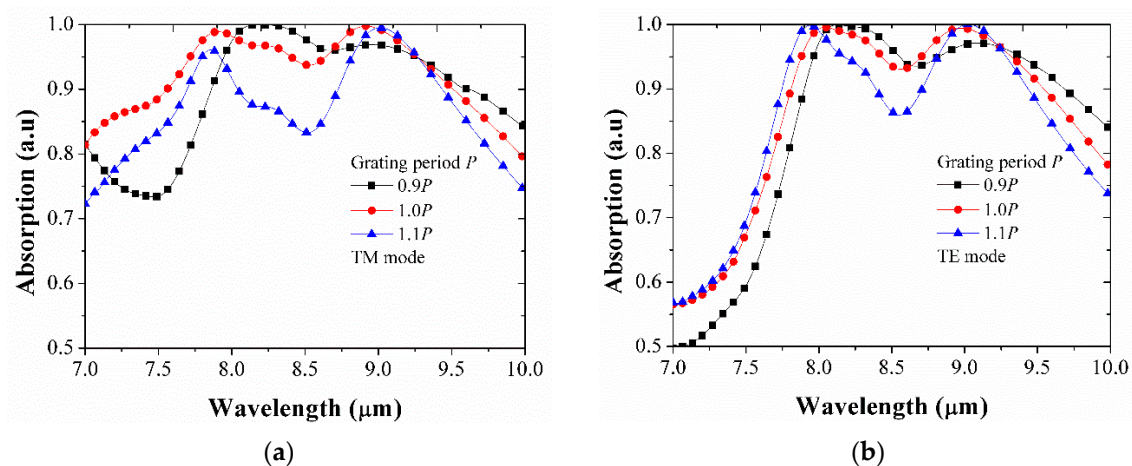 1.0
0.9
0.8
0.7
0.6
0.5
Absorption (a.u)
Grating period P
0.9P
1.0P
1.1P
TM mode
7.0 7.5 8.0 8.5 9.0 9.5 10.0
Wavelength (μm)
(a)
1.0
0.9
0.8
0.7
0.6
0.5
Absorption (a.u)
Grating period P
0.9P
1.0P
1.1P
TE mode
7.0 7.5 8.0 8.5 9.0 9.5 10.0
Wavelength (μm)
(b)